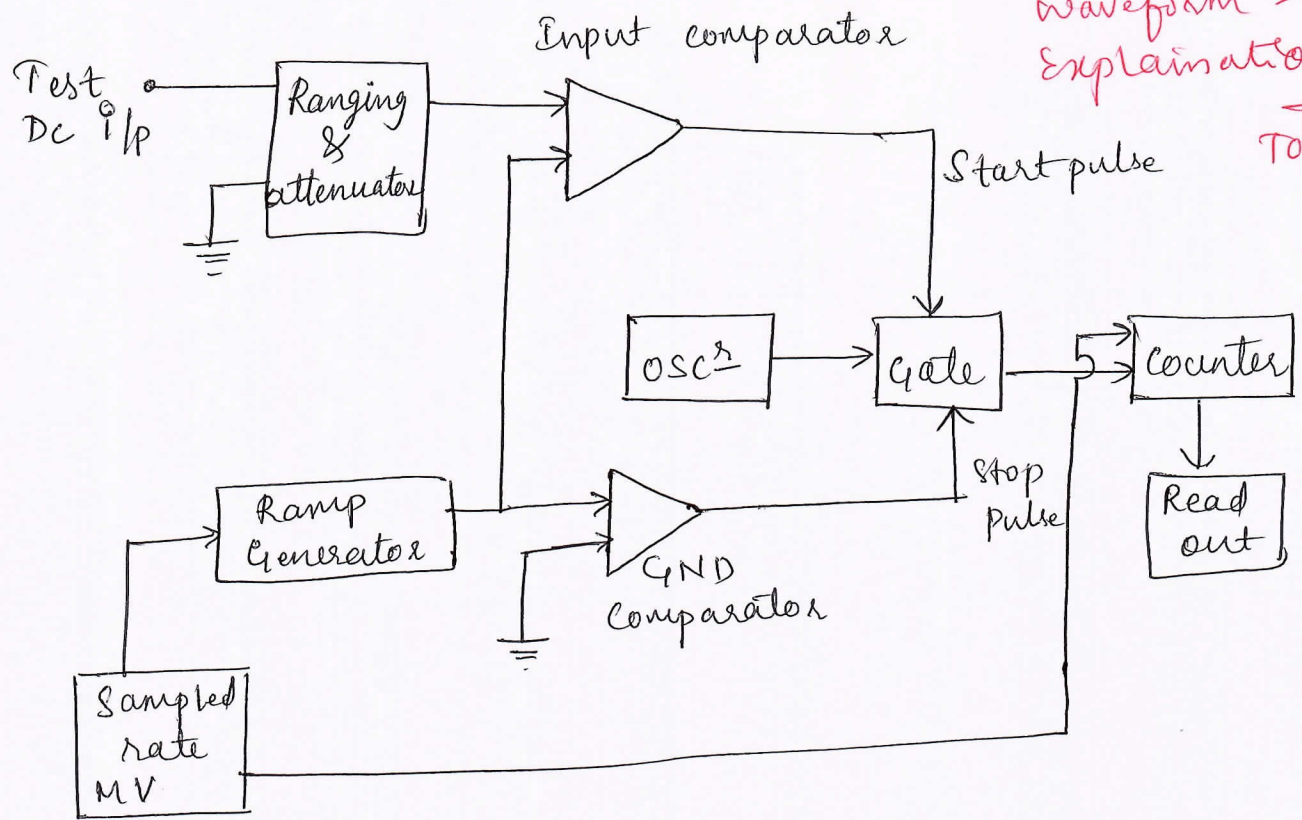 Input comparator
waveform -
Explaination
TO
Test
Dc i/p
Ranging
&
attenuator
Start pulse
OSCr
Gate
Counter
Ramp
Generator
Stop
pulse
Read
out
GND
Comparator
Sampled
rate
MV